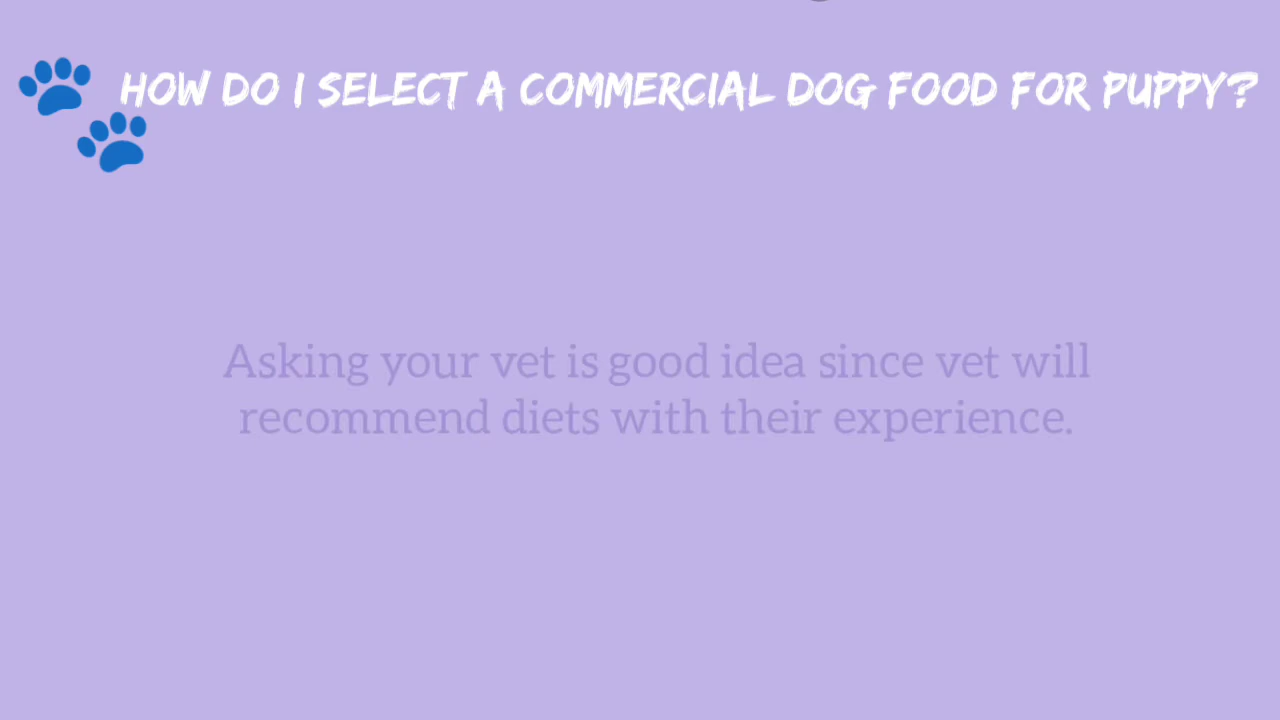 HOW DO I SELECT A COMMERCIAL DOG FOOD FOR PUPPY?
Asking your vet is good idea since vet will
recommend diets with their experience.